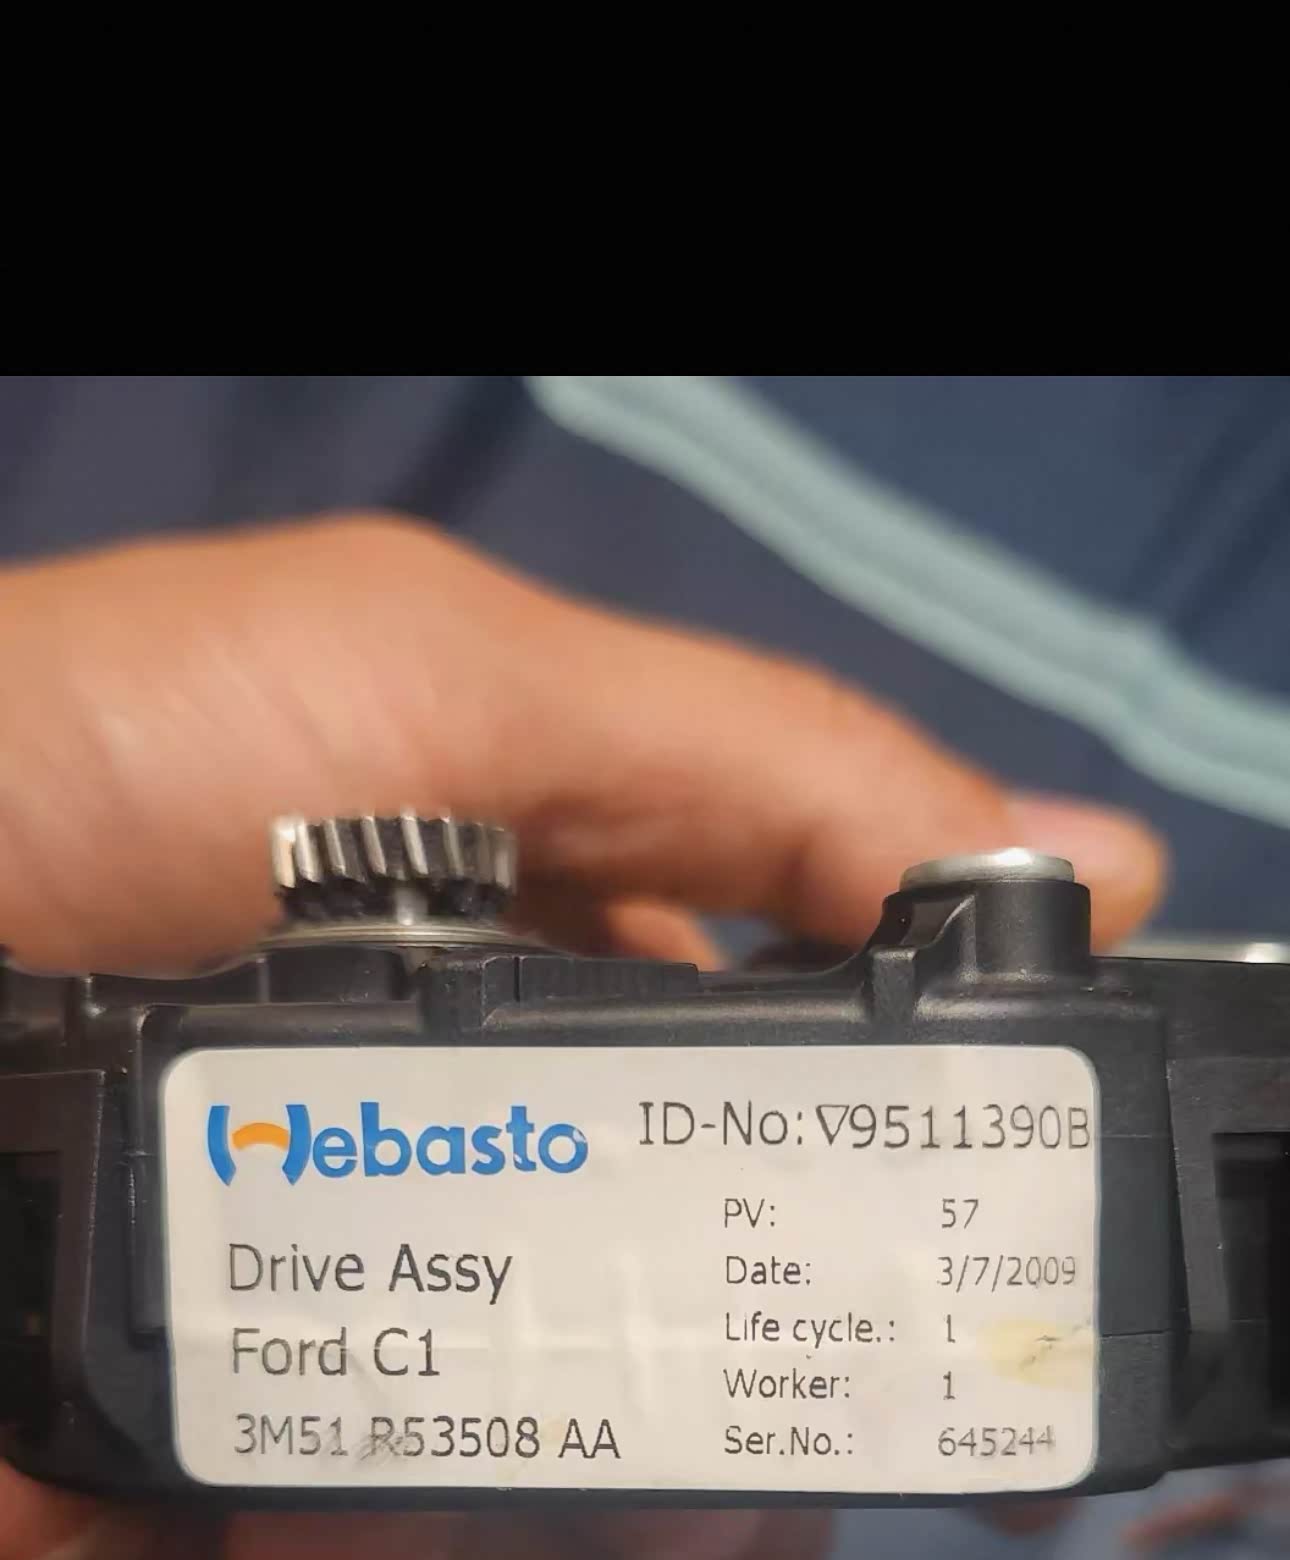 Webasto
ID-No: ▽9511390B
Drive Assy
Ford C1
3M51 R53508 AA
PV: 57
Date: 3/7/2009
Life cycle.: 1
Worker: 1
Ser.No.: 645244